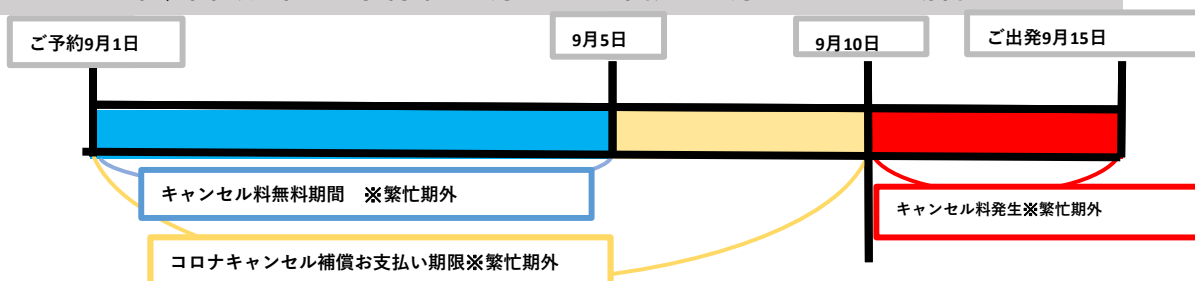 ご予約9月1日
9月5日
9月10日
ご出発9月15日
キャンセル料無料期間　※繁忙期外
キャンセル料発生※繁忙期外
コロナキャンセル補償お支払い期限※繁忙期外